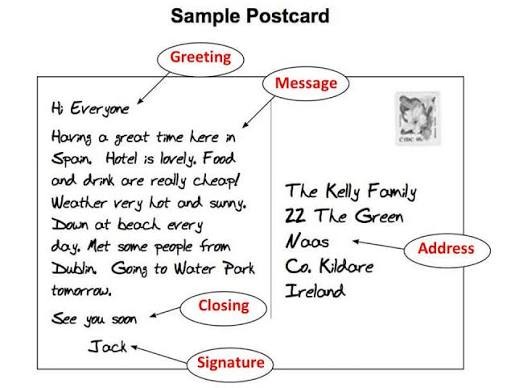 Sample Postcard
Greeting
Message
Hi Everyone
Having a great time here in
Spain. Hotel is lovely. Food
and drink are really cheap!
Weather very hot and sunny.
Down at beach every
day. Met some people from
Dublin. Going to Water Park
tomorrow.
Closing
See you soon
Jack
Signature
The Kelly Family
22 The Green
Naas
Co. Kildare
Ireland
Address